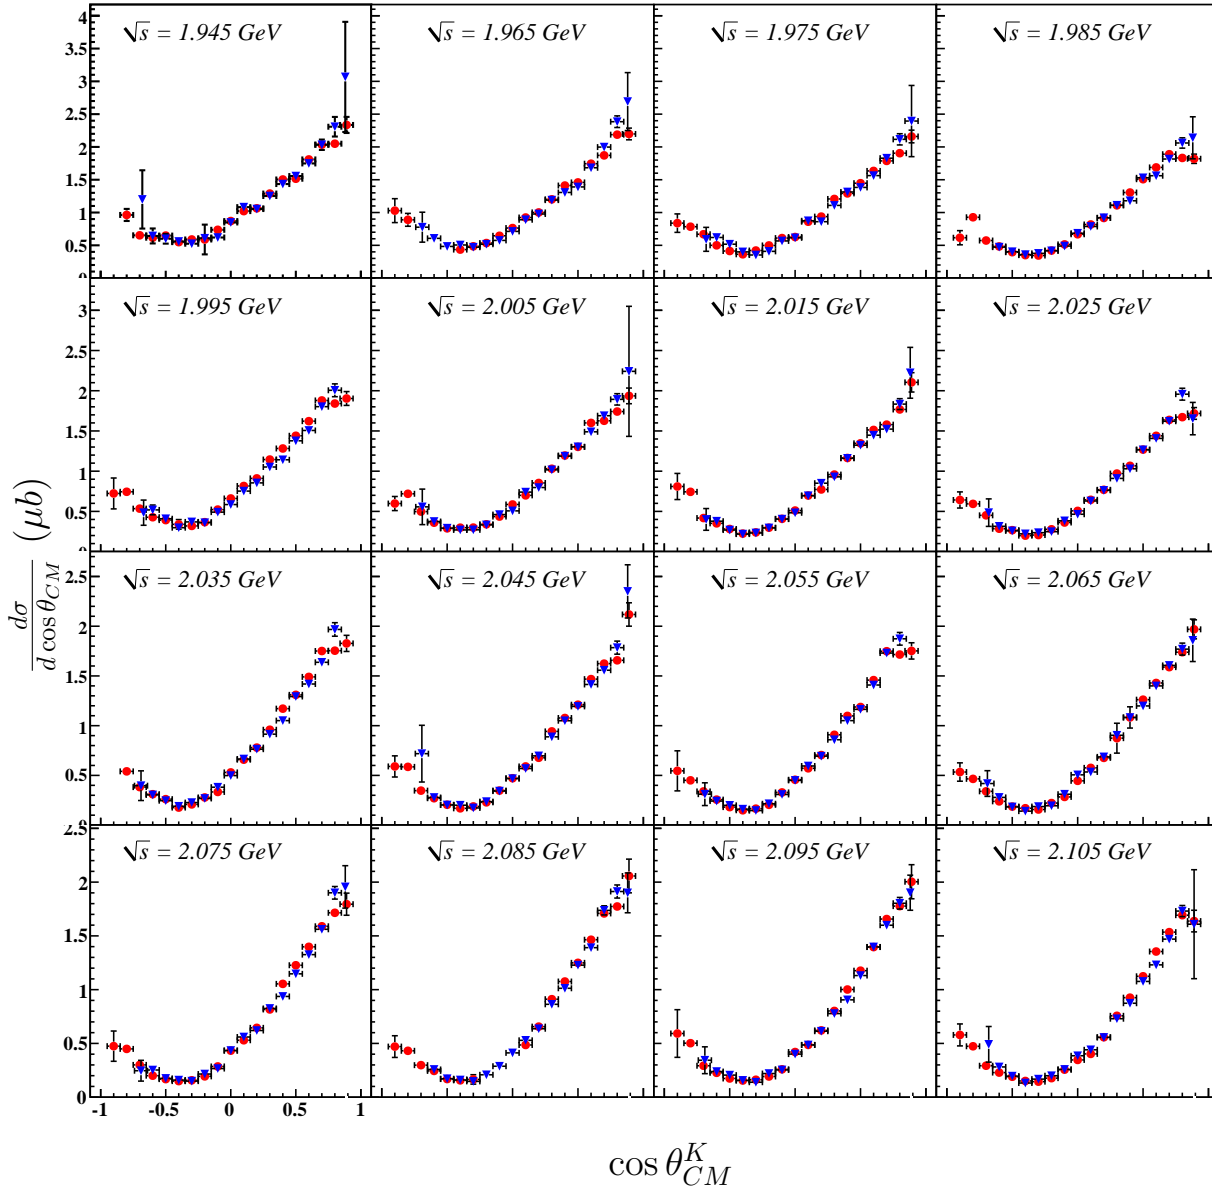 √s = 1.945 GeV
√s = 1.965 GeV
√s = 1.975 GeV
√s = 1.985 GeV
4
3.5
3
2.5
2
1.5
1
0.5
0
√s = 1.995 GeV
√s = 2.005 GeV
√s = 2.015 GeV
√s = 2.025 GeV
3
2.5
2
1.5
1
0.5
0
√s = 2.035 GeV
√s = 2.045 GeV
√s = 2.055 GeV
√s = 2.065 GeV
2.5
2
1.5
1
0.5
0
√s = 2.075 GeV
√s = 2.085 GeV
√s = 2.095 GeV
√s = 2.105 GeV
2.5
2
1.5
1
0.5
0
-1 -0.5 0 0.5 1
dσ / d cos θ_CM (μb)
cos θ^K_CM